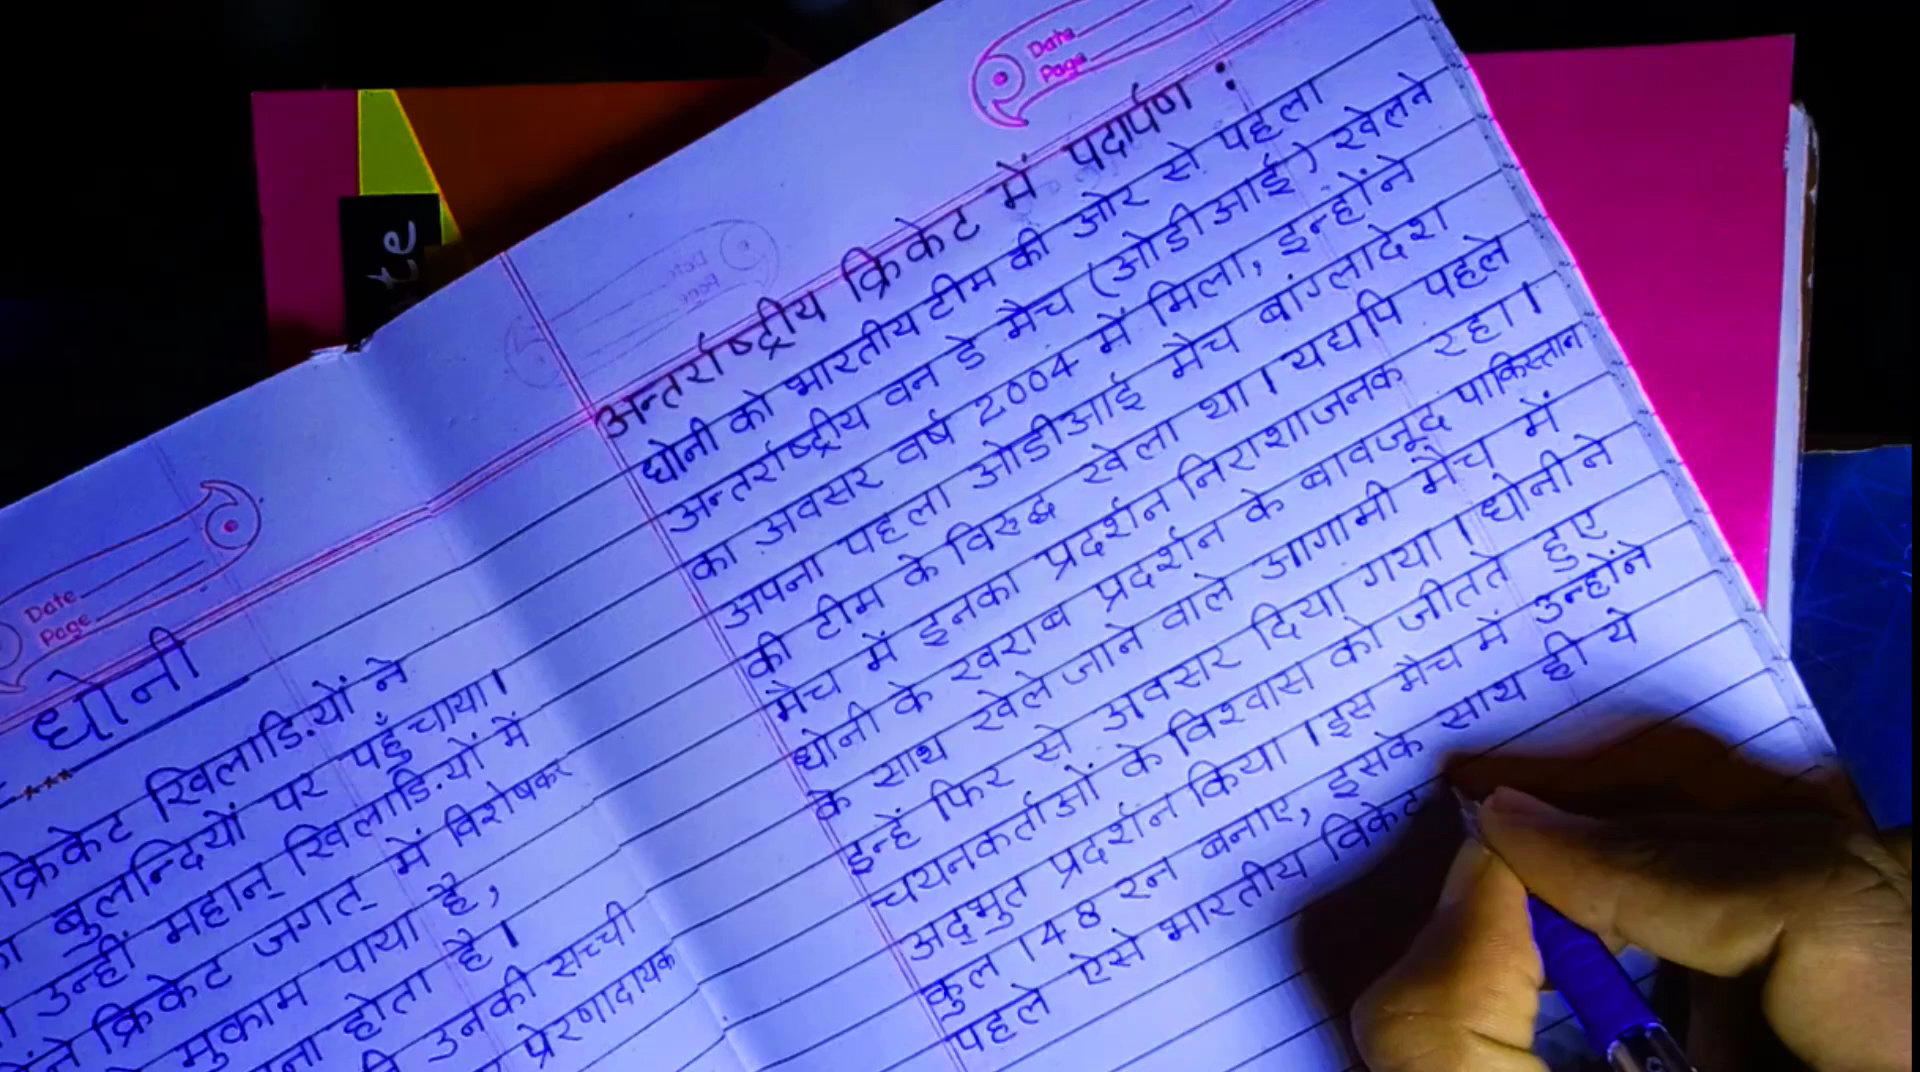 Date
Page
धोनी
क्रिकेट खिलाड़ियों ने
बुलन्दियों पर पहुँचाया।
उन्हीं महान् खिलाड़ियों में
क्रिकेट जगत् में विशेषकर
मुकाम पाया है,
होता है।
उनकी सच्ची
प्रेरणादायक
Date
Page
अन्तर्राष्ट्रीय क्रिकेट में पदार्पण :
धोनी को भारतीय टीम की ओर से पहला
अन्तर्राष्ट्रीय वन डे मैच (ओडीआई) खेलने
का अवसर वर्ष 2004 में मिला, इन्होंने
अपना पहला ओडीआई मैच बांग्लादेश
की टीम के विरुद्ध खेला था। यद्यपि पहले
मैच में इनका प्रदर्शन निराशाजनक रहा।
धोनी के खराब प्रदर्शन के बावजूद पाकिस्तान
के साथ खेले जाने वाले आगामी मैच में
इन्हें फिर से अवसर दिया गया। धोनी ने
चयनकर्ताओं के विश्वास को जीतते हुए
अद्भुत प्रदर्शन किया। इस मैच में उन्होंने
कुल 148 रन बनाए, इसके साथ ही ये
पहले ऐसे भारतीय विकेट
te